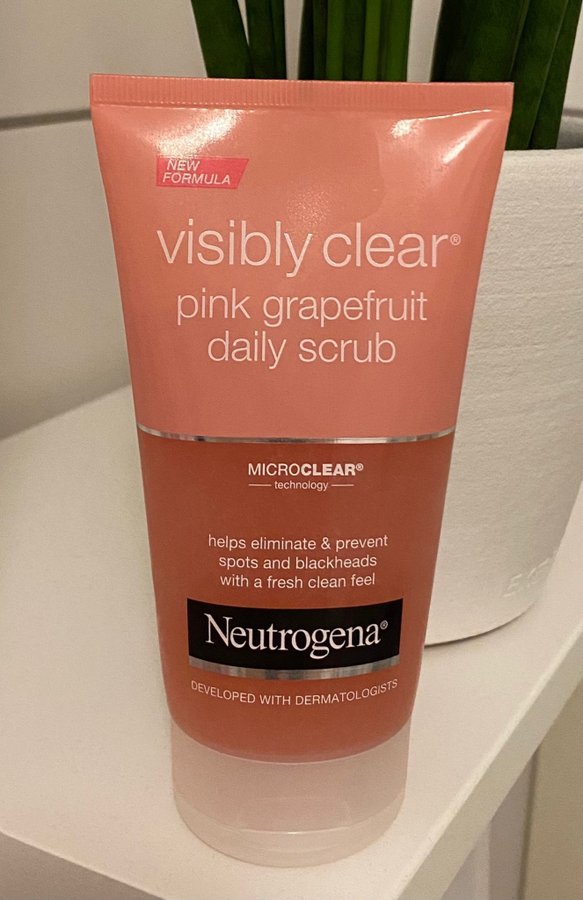 NEW
FORMULA
visibly clear®
pink grapefruit
daily scrub
MICROCLEAR®
technology
helps eliminate & prevent
spots and blackheads
with a fresh clean feel
Neutrogena®
DEVELOPED WITH DERMATOLOGISTS